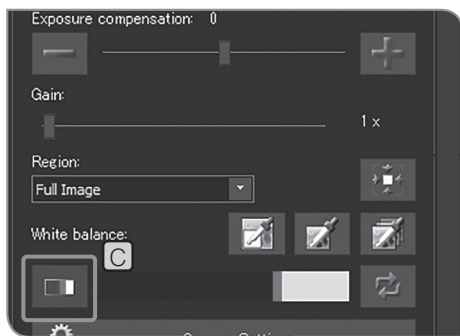 Exposure compensation: 0
Gain:
1 x
Region:
Full Image
White balance:
C